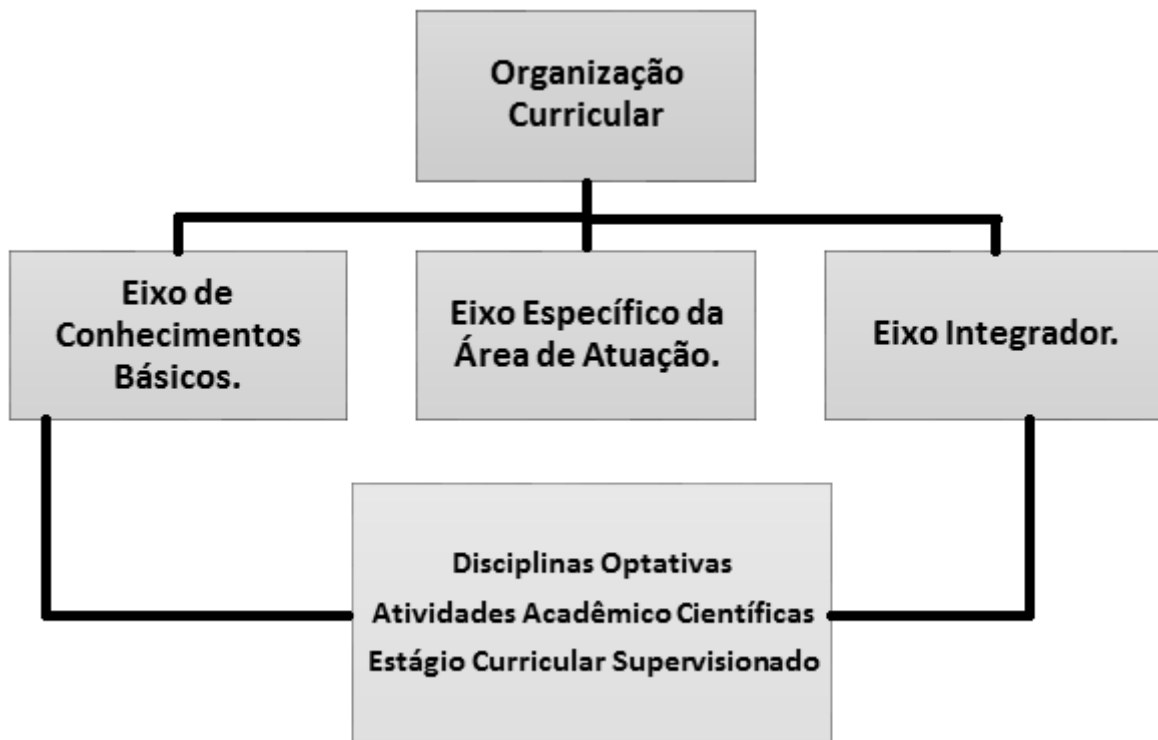 Organização
Curricular
Eixo de
Conhecimentos
Básicos.
Eixo Específico da
Área de Atuação.
Eixo Integrador.
Disciplinas Optativas
Atividades Acadêmico Científicas
Estágio Curricular Supervisionado